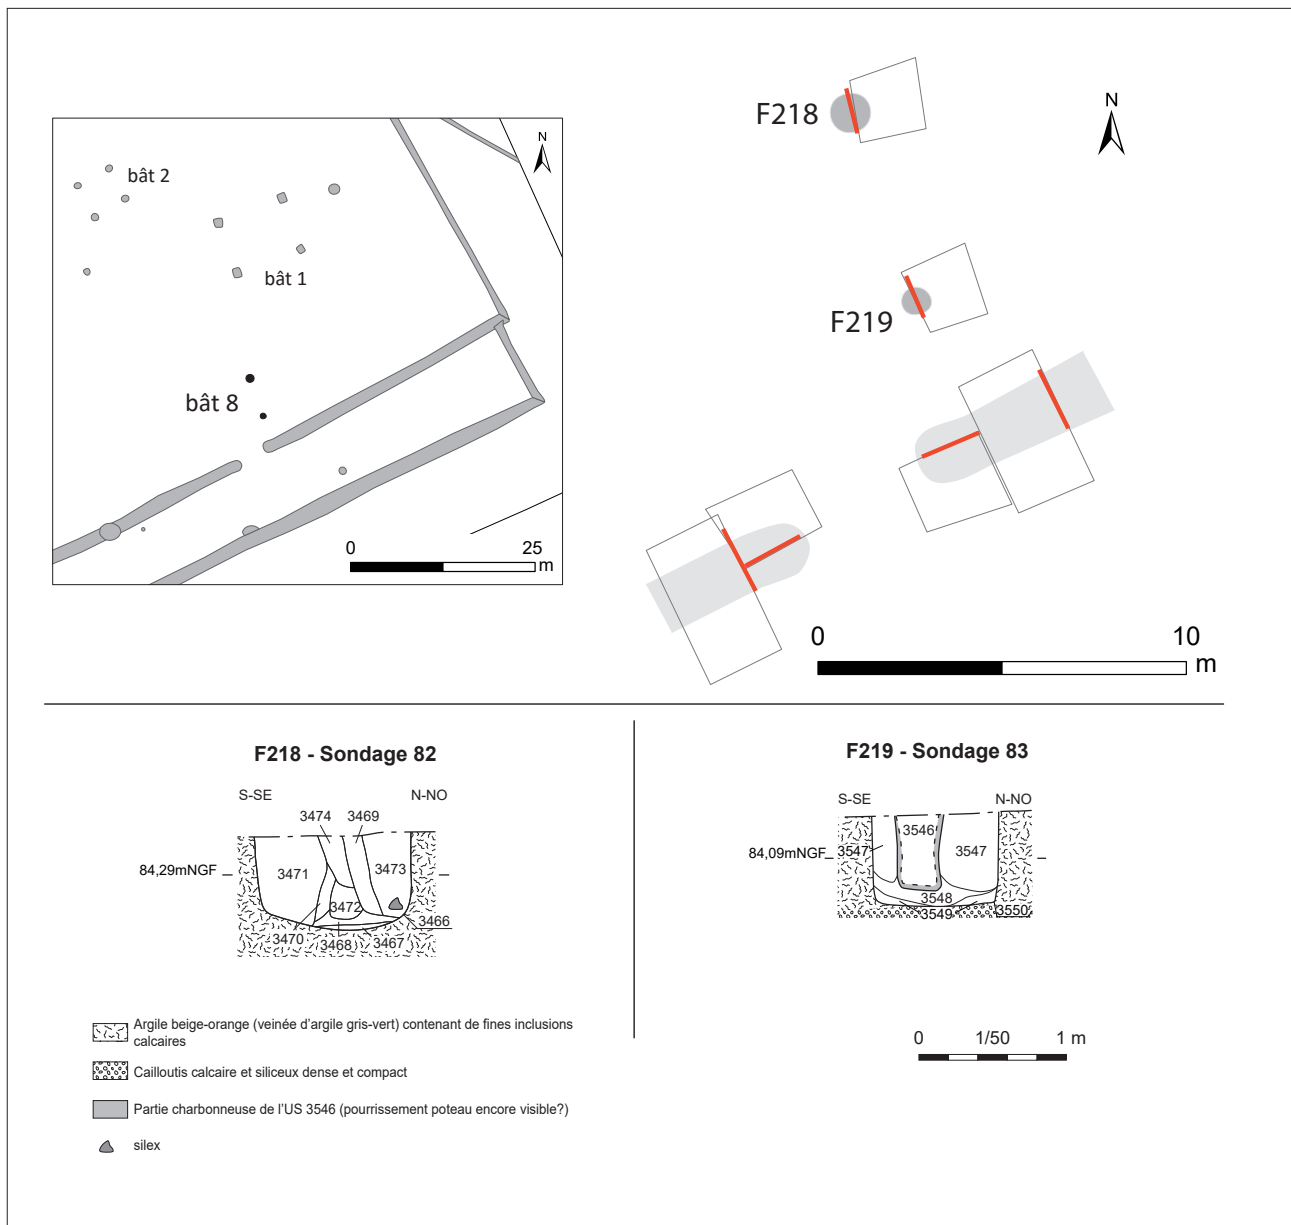 N
bât 2
bât 1
bât 8
0 25
m
F218
N
F219
0 10
m
F218 - Sondage 82
S-SE N-NO
3474 3469
84,29mNGF
3471
3473
3472
3466
3470 3468 3467
F219 - Sondage 83
S-SE N-NO
3546
84,09mNGF
3547 3547
3548
3549 3550
Argile beige-orange (veinée d'argile gris-vert) contenant de fines inclusions
calcaires
Cailloutis calcaire et siliceux dense et compact
Partie charbonneuse de l'US 3546 (pourrissement poteau encore visible?)
silex
0 1/50 1 m